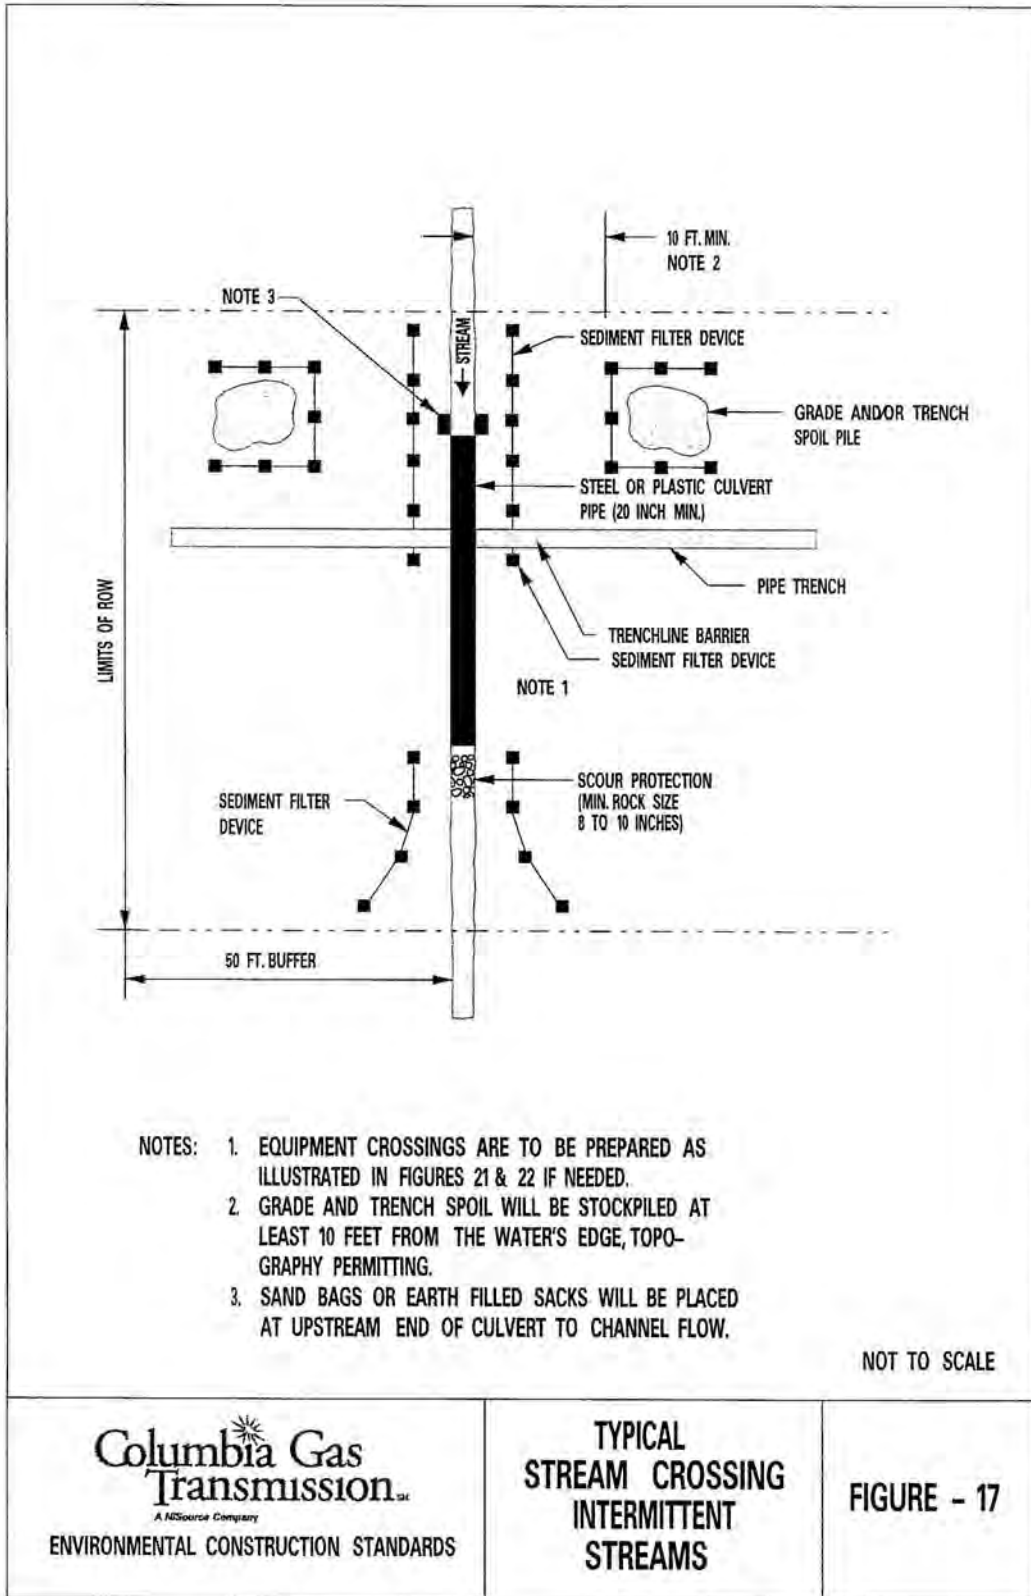 10 FT. MIN.
NOTE 2
NOTE 3
STREAM
SEDIMENT FILTER DEVICE
GRADE AND/OR TRENCH
SPOIL PILE
STEEL OR PLASTIC CULVERT
PIPE (20 INCH MIN.)
PIPE TRENCH
LIMITS OF ROW
TRENCHLINE BARRIER
SEDIMENT FILTER DEVICE
NOTE 1
SEDIMENT FILTER
DEVICE
SCOUR PROTECTION
(MIN. ROCK SIZE
8 TO 10 INCHES)
50 FT. BUFFER
NOTES: 1. EQUIPMENT CROSSINGS ARE TO BE PREPARED AS
ILLUSTRATED IN FIGURES 21 & 22 IF NEEDED.
2. GRADE AND TRENCH SPOIL WILL BE STOCKPILED AT
LEAST 10 FEET FROM THE WATER'S EDGE, TOPO-
GRAPHY PERMITTING.
3. SAND BAGS OR EARTH FILLED SACKS WILL BE PLACED
AT UPSTREAM END OF CULVERT TO CHANNEL FLOW.
NOT TO SCALE
Columbia Gas
Transmission SM
A NiSource Company
ENVIRONMENTAL CONSTRUCTION STANDARDS
TYPICAL
STREAM CROSSING
INTERMITTENT
STREAMS
FIGURE - 17